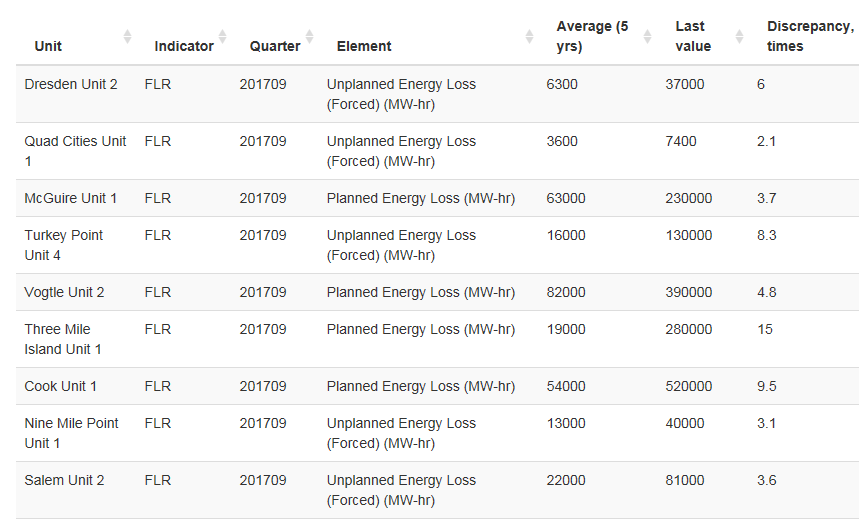 Unit Indicator Quarter Element Average (5 yrs) Last value Discrepancy, times
Dresden Unit 2 FLR 201709 Unplanned Energy Loss (Forced) (MW-hr) 6300 37000 6
Quad Cities Unit 1 FLR 201709 Unplanned Energy Loss (Forced) (MW-hr) 3600 7400 2.1
McGuire Unit 1 FLR 201709 Planned Energy Loss (MW-hr) 63000 230000 3.7
Turkey Point Unit 4 FLR 201709 Unplanned Energy Loss (Forced) (MW-hr) 16000 130000 8.3
Vogtle Unit 2 FLR 201709 Planned Energy Loss (MW-hr) 82000 390000 4.8
Three Mile Island Unit 1 FLR 201709 Planned Energy Loss (MW-hr) 19000 280000 15
Cook Unit 1 FLR 201709 Planned Energy Loss (MW-hr) 54000 520000 9.5
Nine Mile Point Unit 1 FLR 201709 Unplanned Energy Loss (Forced) (MW-hr) 13000 40000 3.1
Salem Unit 2 FLR 201709 Unplanned Energy Loss (Forced) (MW-hr) 22000 81000 3.6